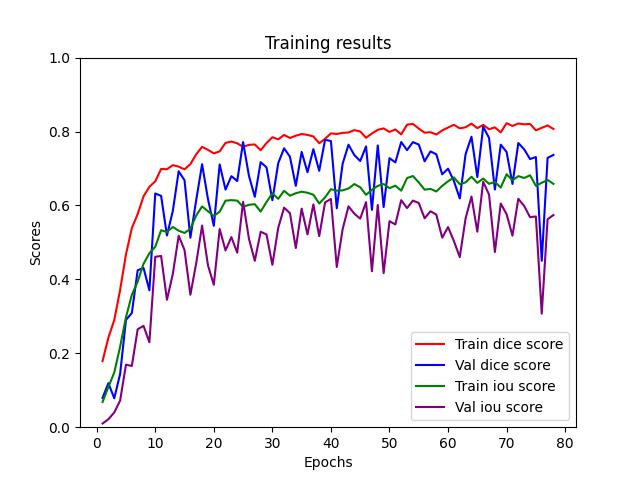 Training results
1.0
0.8
0.6
0.4
0.2
0.0
Scores
0 10 20 30 40 50 60 70 80
Epochs
Train dice score
Val dice score
Train iou score
Val iou score